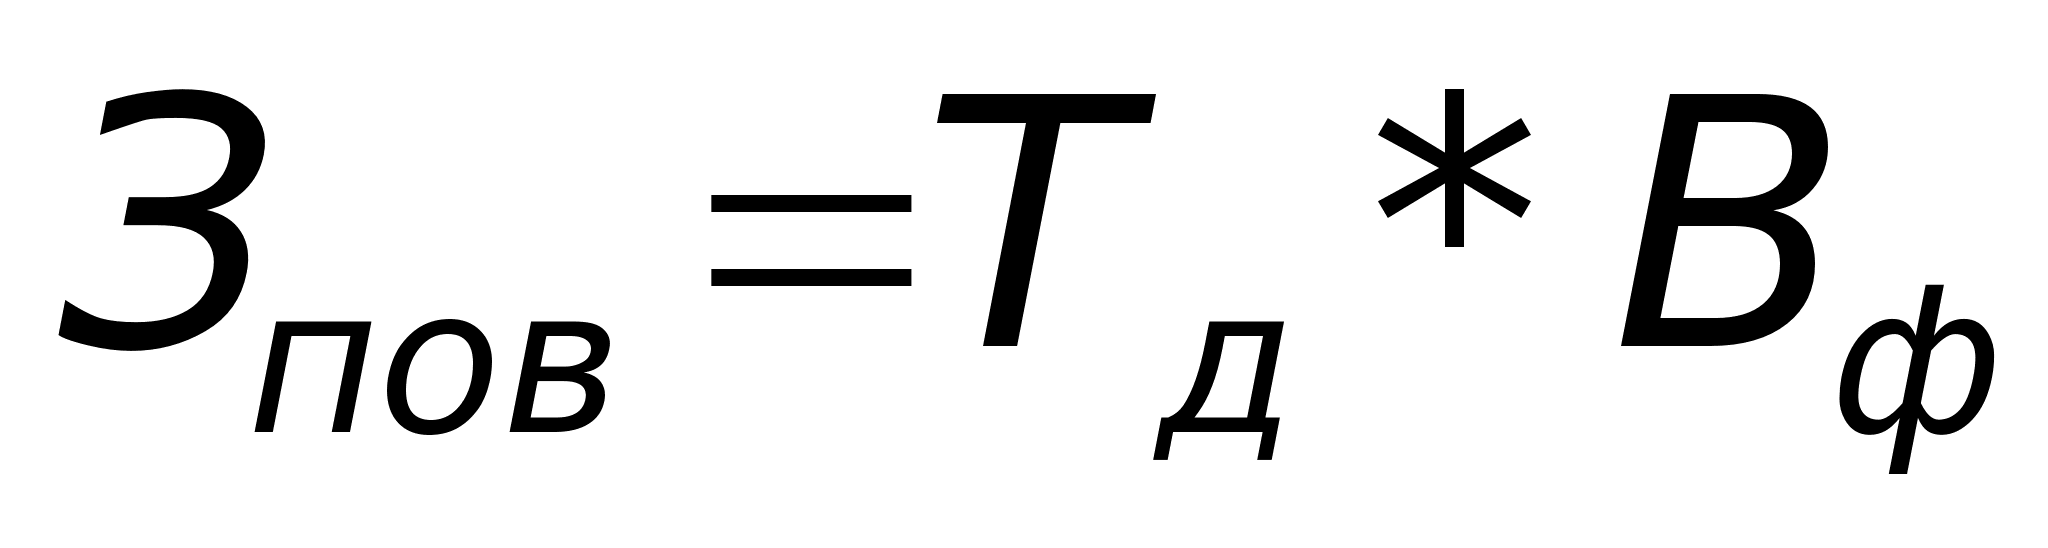 З_пов = Т_д * В_ф